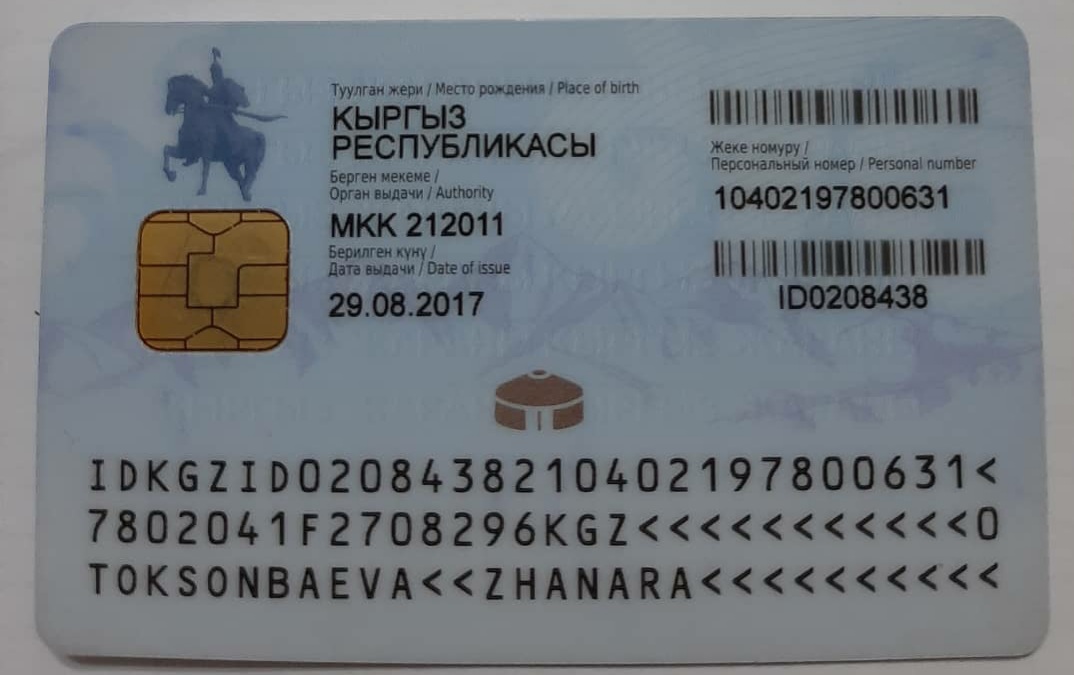 Туулган жери / Место рождения / Place of birth
КЫРГЫЗ
РЕСПУБЛИКАСЫ
Берген мекеме /
Орган выдачи / Authority
МКК 212011
Берилген күнү /
Дата выдачи / Date of issue
29.08.2017
Жеке номуру /
Персональный номер / Personal number
10402197800631
ID0208438
IDKGZID0208438210402197800631<
7802041F2708296KGZ<<<<<<<<<<<0
TOKSONBAEVA<<ZHANARA<<<<<<<<<<